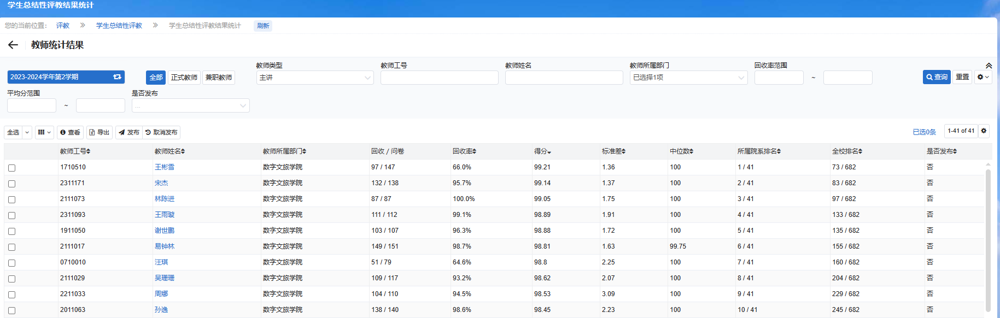 学生总结性评教结果统计
您的当前位置： 评教 》 学生总结性评教 》 学生总结性评教结果统计 刷新
教师统计结果
教师类型 教师工号 教师姓名 教师所属部门 回收率范围
2023-2024学年第2学期 全部 正式教师 兼职教师 主讲 已选择1项 ~ 查询 重置
平均分范围 是否发布
~ ...
全选 查看 导出 发布 取消发布 已选0条 1-41 of 41
教师工号 教师姓名 教师所属部门 回收 / 问卷 回收率 得分 标准差 中位数 所属院系排名 全校排名 是否发布
1710510 王彬雪 数字文旅学院 97 / 147 66.0% 99.21 1.36 100 1 / 41 73 / 682 否
2311171 宋杰 数字文旅学院 132 / 138 95.7% 99.14 1.37 100 2 / 41 83 / 682 否
2111073 林陈进 数字文旅学院 87 / 87 100.0% 99.05 1.75 100 3 / 41 97 / 682 否
2311093 王雨璇 数字文旅学院 111 / 112 99.1% 98.89 1.91 100 4 / 41 133 / 682 否
1911050 谢世鹏 数字文旅学院 103 / 107 96.3% 98.88 1.72 100 5 / 41 135 / 682 否
2111017 易钟林 数字文旅学院 149 / 151 98.7% 98.81 1.63 99.75 6 / 41 155 / 682 否
0710010 汪琪 数字文旅学院 51 / 79 64.6% 98.8 2.25 100 7 / 41 160 / 682 否
2111029 吴珊珊 数字文旅学院 109 / 117 93.2% 98.62 2.07 100 8 / 41 204 / 682 否
2211033 周娜 数字文旅学院 104 / 110 94.5% 98.53 3.09 100 9 / 41 229 / 682 否
2011063 孙逸 数字文旅学院 138 / 140 98.6% 98.45 2.23 100 10 / 41 245 / 682 否